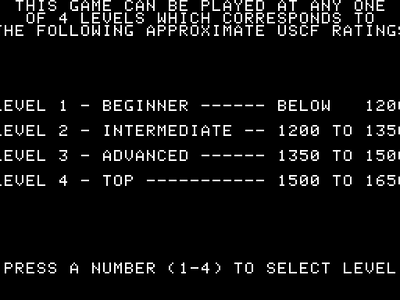 THIS GAME CAN BE PLAYED AT ANY ONE
OF 4 LEVELS WHICH CORRESPONDS TO
THE FOLLOWING APPROXIMATE USCF RATINGS
LEVEL 1 - BEGINNER ------ BELOW 1200
LEVEL 2 - INTERMEDIATE -- 1200 TO 1350
LEVEL 3 - ADVANCED ------ 1350 TO 1500
LEVEL 4 - TOP ----------- 1500 TO 1650
PRESS A NUMBER (1-4) TO SELECT LEVEL